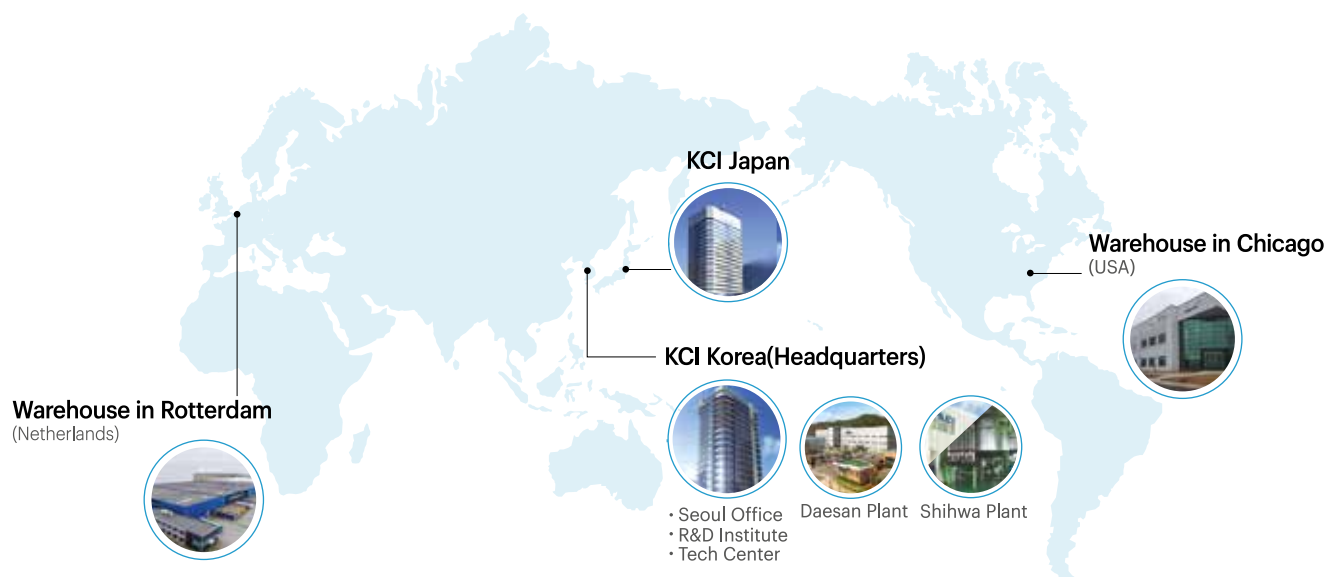 KCI Japan
Warehouse in Chicago
(USA)
KCI Korea(Headquarters)
Warehouse in Rotterdam
(Netherlands)
· Seoul Office
· R&D Institute
· Tech Center
Daesan Plant
Shihwa Plant